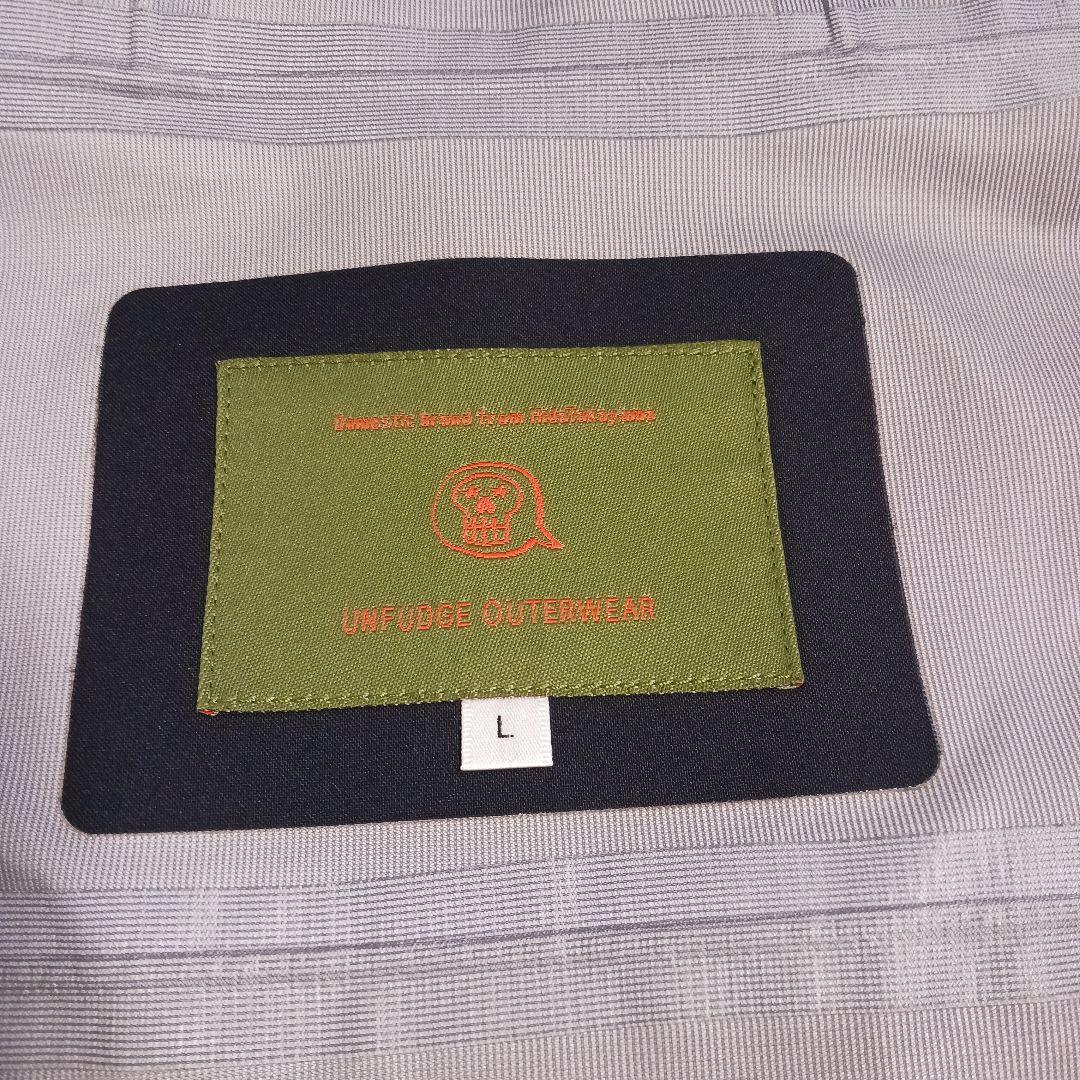 Domestic brand from HidaTakayama
UNFUDGE OUTERWEAR
L